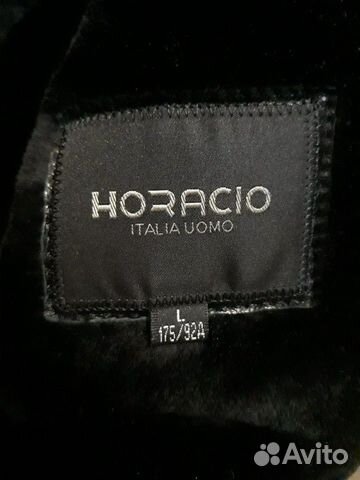 HORACIO
ITALIA UOMO
L
175/92A
Avito